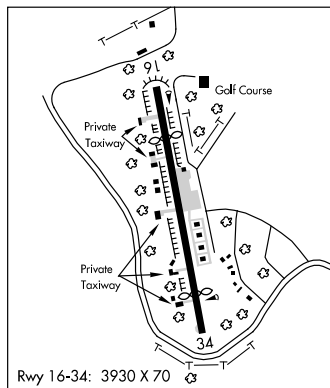 16
Golf Course
Private
Taxiway
Private
Taxiway
34
Rwy 16-34: 3930 X 70